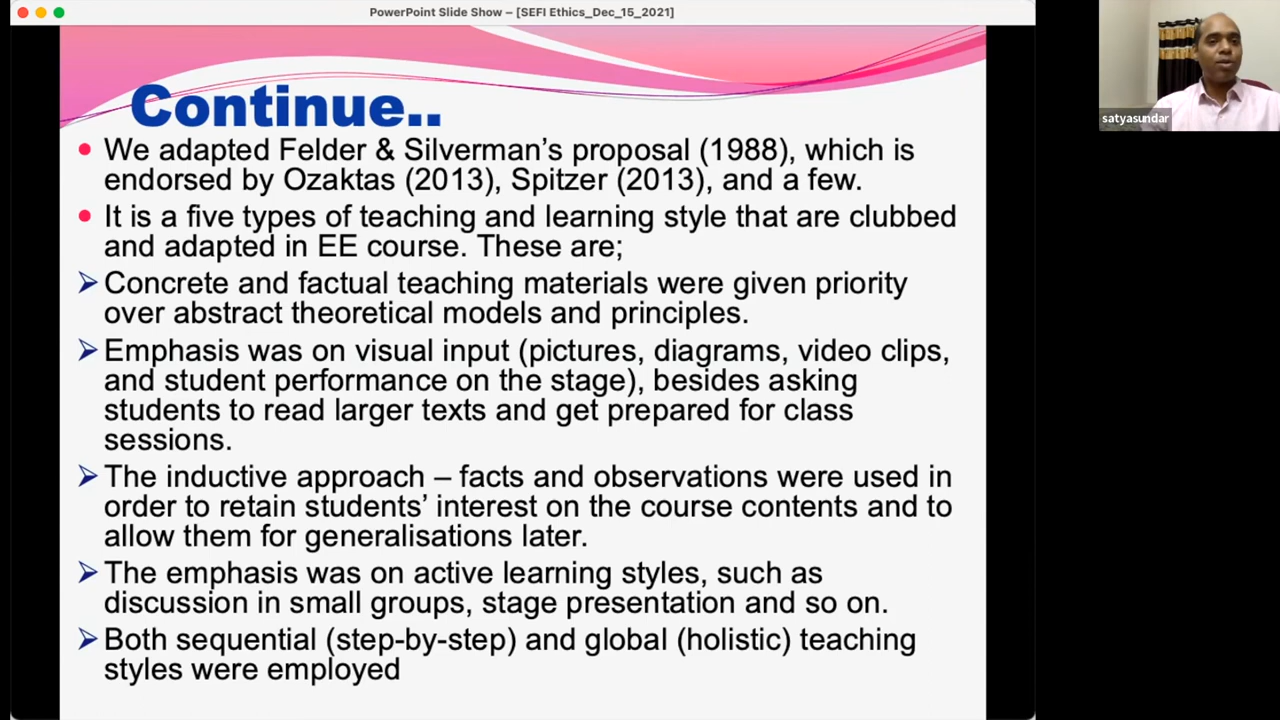 PowerPoint Slide Show – [SEFI Ethics_Dec_15_2021]
Continue..
We adapted Felder & Silverman’s proposal (1988), which is
endorsed by Ozaktas (2013), Spitzer (2013), and a few.
It is a five types of teaching and learning style that are clubbed
and adapted in EE course. These are;
Concrete and factual teaching materials were given priority
over abstract theoretical models and principles.
Emphasis was on visual input (pictures, diagrams, video clips,
and student performance on the stage), besides asking
students to read larger texts and get prepared for class
sessions.
The inductive approach – facts and observations were used in
order to retain students’ interest on the course contents and to
allow them for generalisations later.
The emphasis was on active learning styles, such as
discussion in small groups, stage presentation and so on.
Both sequential (step-by-step) and global (holistic) teaching
styles were employed
satyasundar